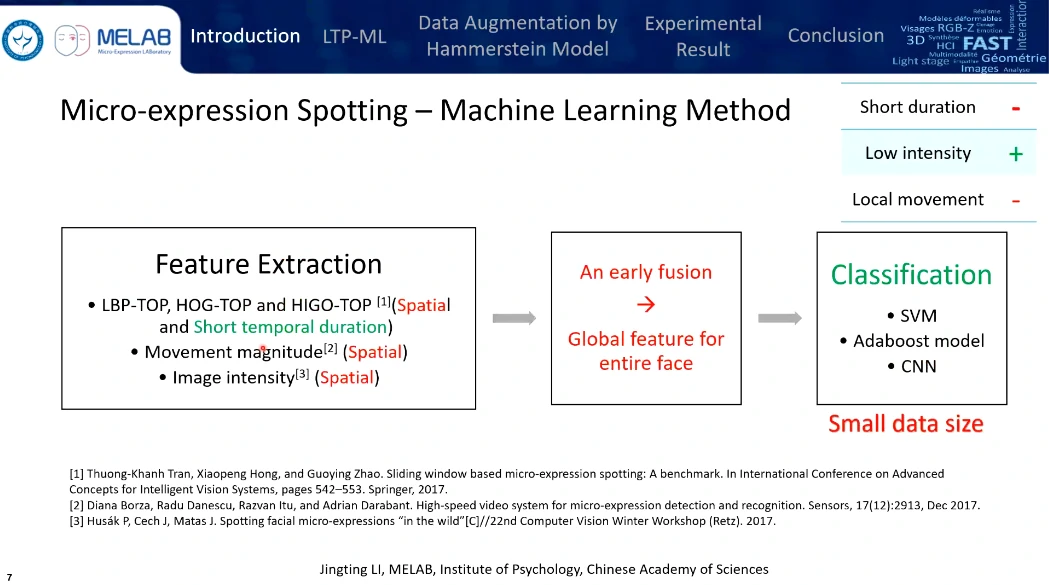 MELAB
Micro-Expression LAboratory
Introduction
LTP-ML
Data Augmentation by
Hammerstein Model
Experimental
Result
Conclusion
Réalisme
Modèles déformables
Visages RGB-Z
Emotion
Expression
Interaction
3D Synthèse
HCI FAST
Multimodalité
Light stage
Géométrie
Images Analyse
Micro-expression Spotting – Machine Learning Method
Short duration -
Low intensity +
Local movement -
Feature Extraction
• LBP-TOP, HOG-TOP and HIGO-TOP [1](Spatial
and Short temporal duration)
• Movement magnitude[2] (Spatial)
• Image intensity[3] (Spatial)
An early fusion
→
Global feature for
entire face
Classification
• SVM
• Adaboost model
• CNN
Small data size
[1] Thuong-Khanh Tran, Xiaopeng Hong, and Guoying Zhao. Sliding window based micro-expression spotting: A benchmark. In International Conference on Advanced
Concepts for Intelligent Vision Systems, pages 542–553. Springer, 2017.
[2] Diana Borza, Radu Danescu, Razvan Itu, and Adrian Darabant. High-speed video system for micro-expression detection and recognition. Sensors, 17(12):2913, Dec 2017.
[3] Husák P, Cech J, Matas J. Spotting facial micro-expressions “in the wild”[C]//22nd Computer Vision Winter Workshop (Retz). 2017.
Jingting LI, MELAB, Institute of Psychology, Chinese Academy of Sciences
7